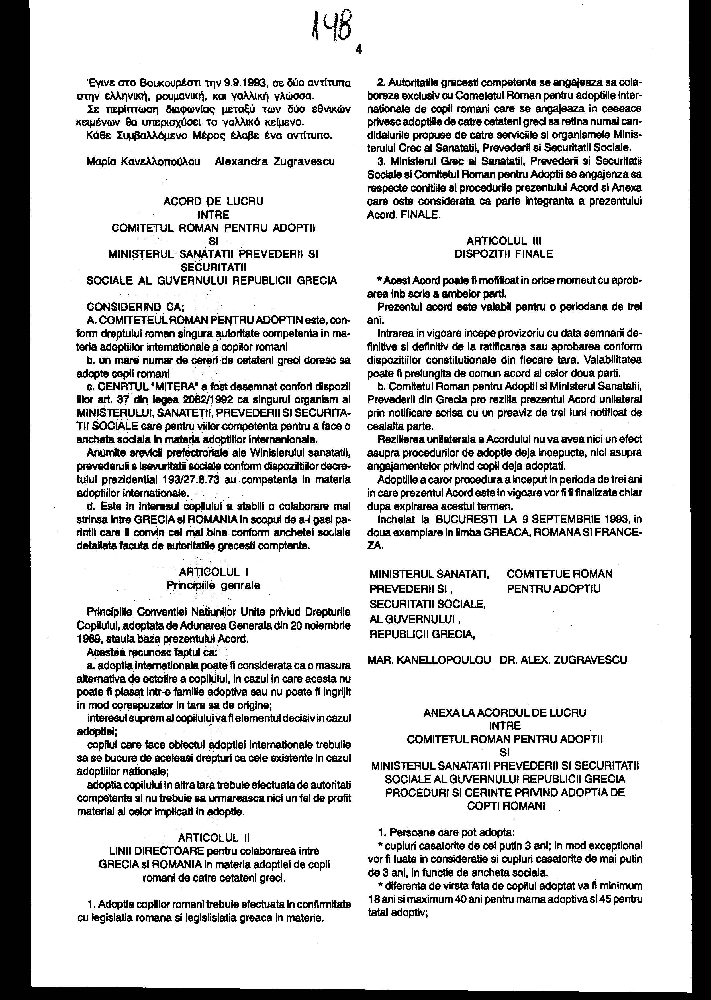 148
4
Έγινε στο Βουκουρέστι την 9.9.1993, σε δύο αντίτυπα
στην ελληνική, ρουμανική, και γαλλική γλώσσα.
Σε περίπτωση διαφωνίας μεταξύ των δύο εθνικών
κειμένων θα υπερισχύσει το γαλλικό κείμενο.
Κάθε Συμβαλλόμενο Μέρος έλαβε ένα αντίτυπο.
Μαρία Κανελλοπούλου Alexandra Zugravescu
ACORD DE LUCRU
INTRE
COMITETUL ROMAN PENTRU ADOPTII
SI
MINISTERUL SANATATII PREVEDERII SI
SECURITATII
SOCIALE AL GUVERNULUI REPUBLICII GRECIA
CONSIDERIND CA;
A. COMITETEUL ROMAN PENTRU ADOPTIN este, con-
form dreptului roman singura autoritate competenta in ma-
teria adoptiilor internationale a copilor romani
b. un mare numar de cereri de cetateni greci doresc sa
adopte copii romani
c. CENRTUL "MITERA" a fost desemnat confort dispozii
iilor art. 37 din legea 2082/1992 ca singurul organism al
MINISTERULUI, SANATETII, PREVEDERII SI SECURITA-
TII SOCIALE care pentru viilor competenta pentru a face o
ancheta sociala in materia adoptiilor internanionale.
Anumite srevicii prefectroriale ale Winislerului sanatatii,
prevederuii s isevuritatii sociale conform dispoziltiilor decre-
tului prezidential 193/27.8.73 au competenta in materia
adoptiilor internationale.
d. Este in interesul copilului a stabili o colaborare mai
strinsa intre GRECIA si ROMANIA in scopul de a-i gasi pa-
rintii care ii convin cel mai bine conform anchetei sociale
detailata facuta de autoritatile grecesti comptente.
ARTICOLUL I
Principiile genrale
Principiile Conventiei Natiunilor Unite priviud Drepturile
Copilului, adoptata de Adunarea Generala din 20 noiembrie
1989, staula baza prezentului Acord.
Acestea recunosc faptul ca:
a. adoptia internationala poate fi considerata ca o masura
alternativa de octotire a copilului, in cazul in care acesta nu
poate fi plasat intr-o familie adoptiva sau nu poate fi ingrijit
in mod corespuzator in tara sa de origine;
interesul suprem al copilului va fi elementul decisiv in cazul
adoptiei;
copilul care face obiectul adoptiei internationale trebulie
sa se bucure de aceleasi drepturi ca cele existente in cazul
adoptiilor nationale;
adoptia copilului in altra tara trebuie efectuata de autoritati
competente si nu trebuie sa urmareasca nici un fel de profit
material al celor implicati in adoptie.
ARTICOLUL II
LINII DIRECTOARE pentru colaborarea intre
GRECIA si ROMANIA in materia adoptiei de copii
romani de catre cetateni greci.
1. Adoptia copiilor romani trebuie efectuata in confirmitate
cu legislatia romana si legislislatia greaca in materie.
2. Autoritatile grecesti competente se angajeaza sa cola-
boreze exclusiv cu Cometetul Roman pentru adoptiile inter-
nationale de copii romani care se angajeaza in ceeeace
privesc adoptiile de catre cetateni greci sa retina numai can-
didalurile propuse de catre serviciile si organismele Minis-
terului Crec al Sanatatii, Prevederii si Securitatii Sociale.
3. Ministerul Grec al Sanatatii, Prevederii si Securitatii
Sociale si Comitetul Roman pentru Adoptii se angajenza sa
respecte conitiile si procedurile prezentului Acord si Anexa
care oste considerata ca parte integranta a prezentului
Acord. FINALE.
ARTICOLUL III
DISPOZITII FINALE
* Acest Acord poate fi mofificat in orice momeut cu aprob-
area inb scris a ambelor parti.
Prezentul acord este valabil pentru o periodana de trei
ani.
Intrarea in vigoare incepe provizoriu cu data semnarii de-
finitive si definitiv de la ratificarea sau aprobarea conform
dispozitiilor constitutionale din fiecare tara. Valabilitatea
poate fi prelungita de comun acord al celor doua parti.
b. Comitetul Roman pentru Adoptii si Ministerul Sanatatii,
Prevederii din Grecia pro rezilia prezentul Acord unilateral
prin notificare scrisa cu un preaviz de trei luni notificat de
cealalta parte.
Rezilierea unilaterala a Acordului nu va avea nici un efect
asupra procedurilor de adoptie deja incepucte, nici asupra
angajamentelor privind copii deja adoptati.
Adoptiile a caror procedura a inceput in perioda de trei ani
in care prezentul Acord este in vigoare vor fi fi finalizate chiar
dupa expirarea acestui termen.
Incheiat la BUCURESTI LA 9 SEPTEMBRIE 1993, in
doua exempiare in limba GREACA, ROMANA SI FRANCE-
ZA.
MINISTERUL SANATATI, COMITETUE ROMAN
PREVEDERII SI , PENTRU ADOPTIU
SECURITATII SOCIALE,
AL GUVERNULUI ,
REPUBLICII GRECIA,
MAR. KANELLOPOULOU DR. ALEX. ZUGRAVESCU
ANEXA LA ACORDUL DE LUCRU
INTRE
COMITETUL ROMAN PENTRU ADOPTII
SI
MINISTERUL SANATATII PREVEDERII SI SECURITATII
SOCIALE AL GUVERNULUI REPUBLICII GRECIA
PROCEDURI SI CERINTE PRIVIND ADOPTIA DE
COPTI ROMANI
1. Persoane care pot adopta:
* cupluri casatorite de cel putin 3 ani; in mod exceptional
vor fi luate in consideratie si cupluri casatorite de mai putin
de 3 ani, in functie de ancheta sociala.
* diferenta de virsta fata de copilul adoptat va fi minimum
18 ani si maximum 40 ani pentru mama adoptiva si 45 pentru
tatal adoptiv;